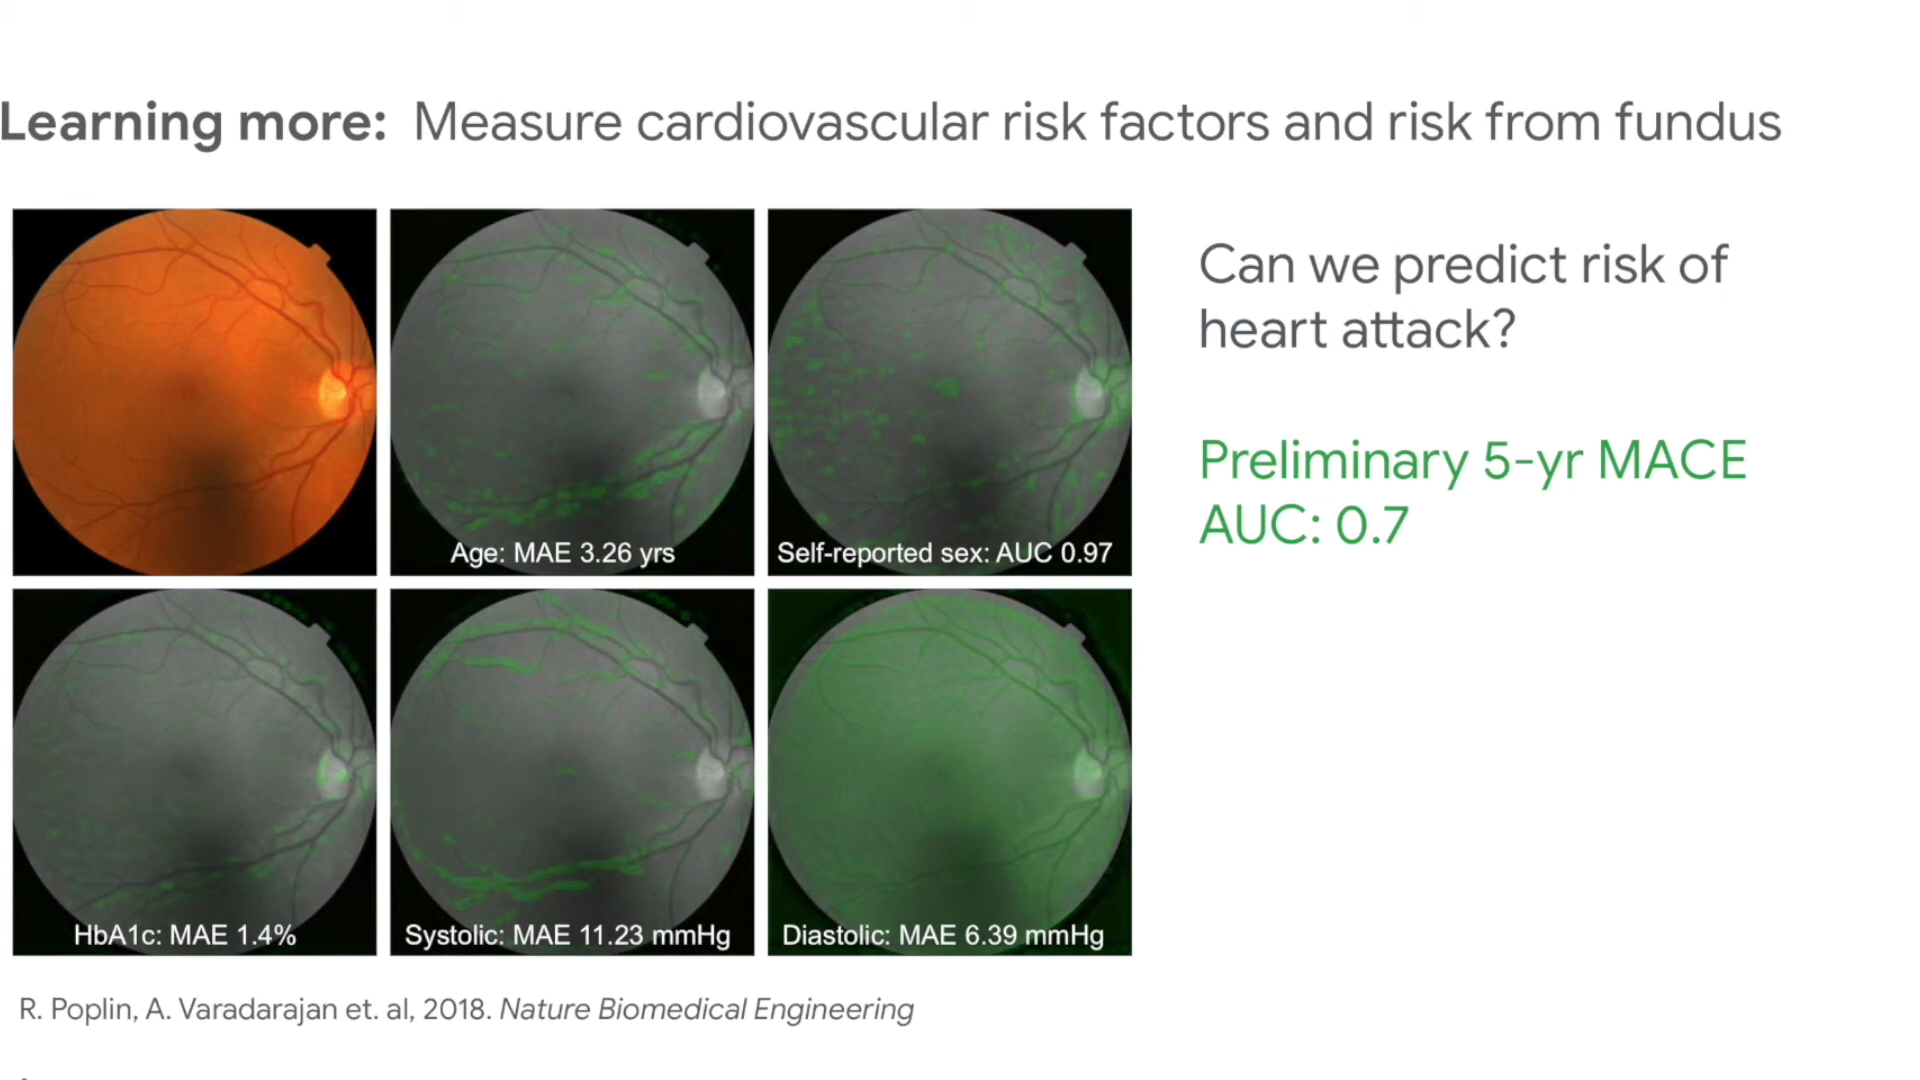 Learning more: Measure cardiovascular risk factors and risk from fundus
Age: MAE 3.26 yrs
Self-reported sex: AUC 0.97
HbA1c: MAE 1.4%
Systolic: MAE 11.23 mmHg
Diastolic: MAE 6.39 mmHg
Can we predict risk of
heart attack?
Preliminary 5-yr MACE
AUC: 0.7
R. Poplin, A. Varadarajan et. al, 2018. Nature Biomedical Engineering